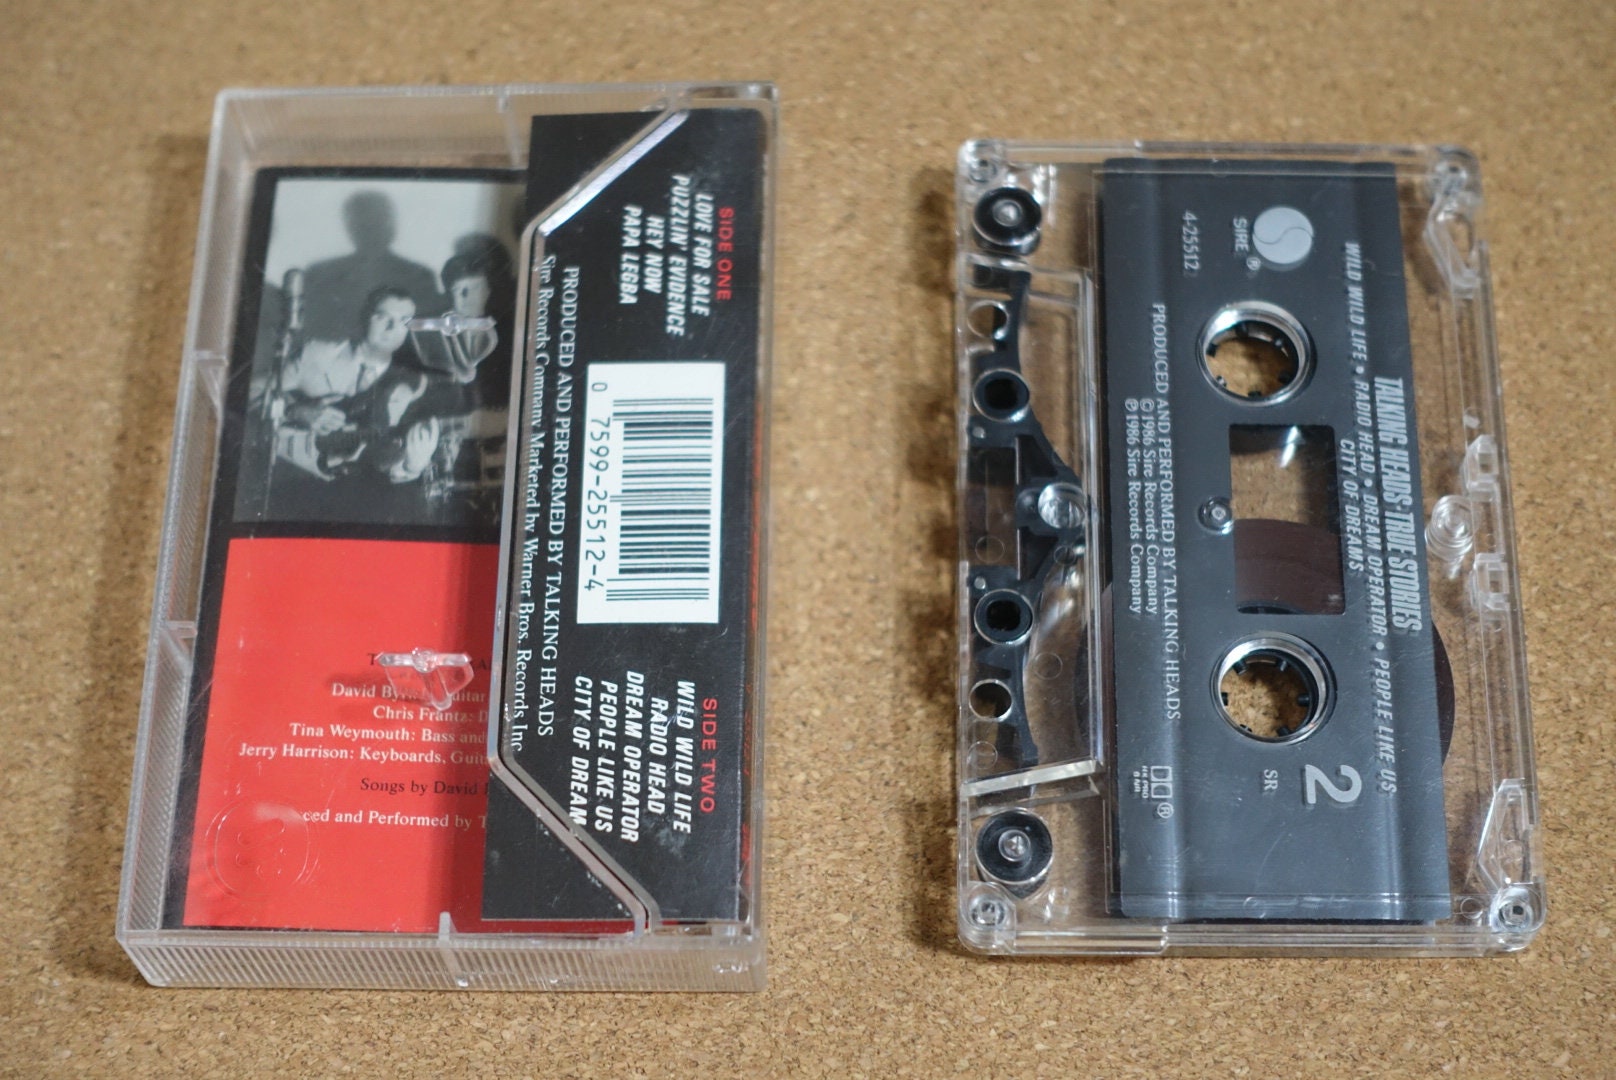 SIDE ONE
LOVE FOR SALE
PUZZLIN' EVIDENCE
HEY NOW
PAPA LEGBA
0 7599-25512-4
SIDE TWO
WILD WILD LIFE
RADIO HEAD
DREAM OPERATOR
PEOPLE LIKE US
CITY OF DREAM
PRODUCED AND PERFORMED BY TALKING HEADS
Sire Records Company Marketed by Warner Bros. Records Inc.
David
Chris Frantz:
Tina Weymouth: Bass and
Jerry Harrison: Keyboards,
Songs by David
and Performed by
TALKING HEADS·TRUE STORIES
WILD WILD LIFE • RADIO HEAD • DREAM OPERATOR • PEOPLE LIKE US
CITY OF DREAMS
SIRE ®
4-25512
2
SR
PRODUCED AND PERFORMED BY TALKING HEADS
©1986 Sire Records Company
℗1986 Sire Records Company
®
HX PRO
B NR